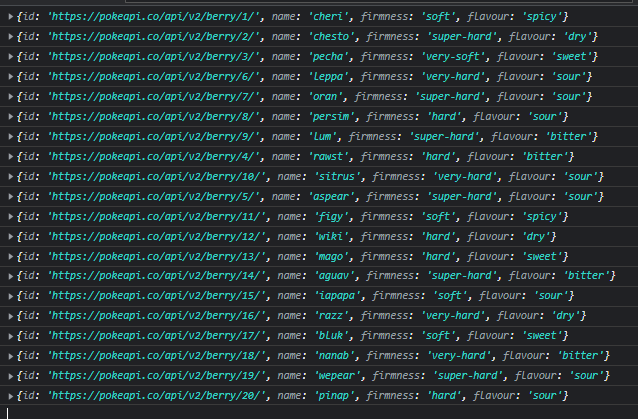 {id: 'https://pokeapi.co/api/v2/berry/1/', name: 'cheri', firmness: 'soft', flavour: 'spicy'}
{id: 'https://pokeapi.co/api/v2/berry/2/', name: 'chesto', firmness: 'super-hard', flavour: 'dry'}
{id: 'https://pokeapi.co/api/v2/berry/3/', name: 'pecha', firmness: 'very-soft', flavour: 'sweet'}
{id: 'https://pokeapi.co/api/v2/berry/6/', name: 'leppa', firmness: 'very-hard', flavour: 'sour'}
{id: 'https://pokeapi.co/api/v2/berry/7/', name: 'oran', firmness: 'super-hard', flavour: 'sour'}
{id: 'https://pokeapi.co/api/v2/berry/8/', name: 'persim', firmness: 'hard', flavour: 'sour'}
{id: 'https://pokeapi.co/api/v2/berry/9/', name: 'lum', firmness: 'super-hard', flavour: 'bitter'}
{id: 'https://pokeapi.co/api/v2/berry/4/', name: 'rawst', firmness: 'hard', flavour: 'bitter'}
{id: 'https://pokeapi.co/api/v2/berry/10/', name: 'sitrus', firmness: 'very-hard', flavour: 'sour'}
{id: 'https://pokeapi.co/api/v2/berry/5/', name: 'aspear', firmness: 'super-hard', flavour: 'sour'}
{id: 'https://pokeapi.co/api/v2/berry/11/', name: 'figy', firmness: 'soft', flavour: 'spicy'}
{id: 'https://pokeapi.co/api/v2/berry/12/', name: 'wiki', firmness: 'hard', flavour: 'dry'}
{id: 'https://pokeapi.co/api/v2/berry/13/', name: 'mago', firmness: 'hard', flavour: 'sweet'}
{id: 'https://pokeapi.co/api/v2/berry/14/', name: 'aguav', firmness: 'super-hard', flavour: 'bitter'}
{id: 'https://pokeapi.co/api/v2/berry/15/', name: 'iapapa', firmness: 'soft', flavour: 'sour'}
{id: 'https://pokeapi.co/api/v2/berry/16/', name: 'razz', firmness: 'very-hard', flavour: 'dry'}
{id: 'https://pokeapi.co/api/v2/berry/17/', name: 'bluk', firmness: 'soft', flavour: 'sweet'}
{id: 'https://pokeapi.co/api/v2/berry/18/', name: 'nanab', firmness: 'very-hard', flavour: 'bitter'}
{id: 'https://pokeapi.co/api/v2/berry/19/', name: 'wepear', firmness: 'super-hard', flavour: 'sour'}
{id: 'https://pokeapi.co/api/v2/berry/20/', name: 'pinap', firmness: 'hard', flavour: 'sour'}